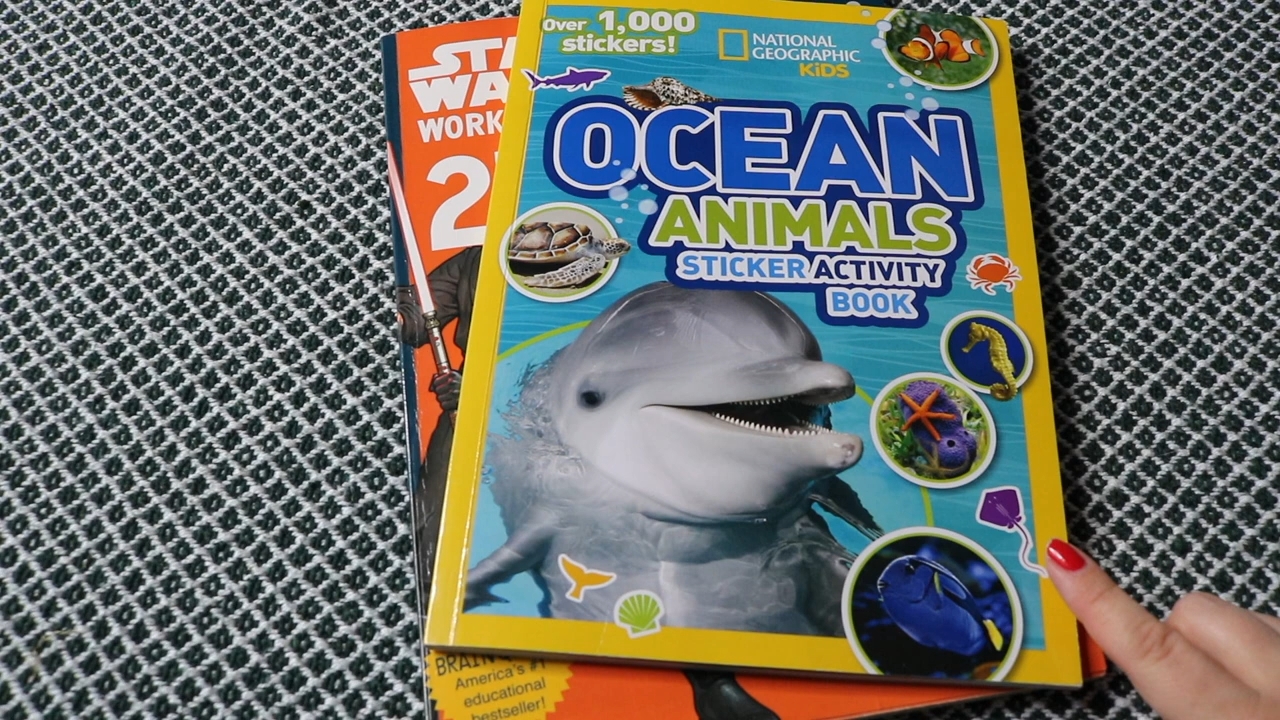 Over 1,000
stickers!
NATIONAL
GEOGRAPHIC
KiDS
OCEAN
ANIMALS
STICKER ACTIVITY
BOOK
STAR
WA
WORK
2
BRAIN
America's #1
educational
bestseller!